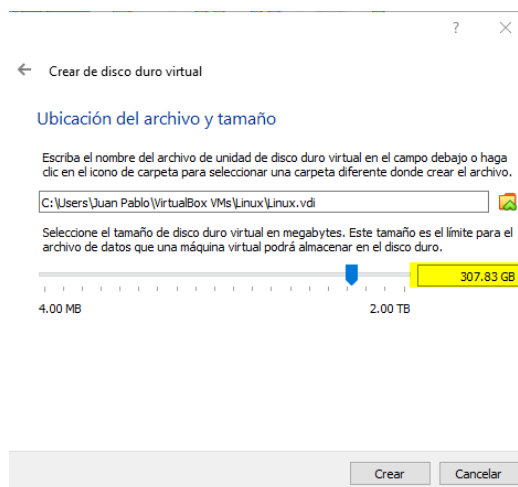 ?
Crear de disco duro virtual
Ubicación del archivo y tamaño
Escriba el nombre del archivo de unidad de disco duro virtual en el campo debajo o haga
clic en el icono de carpeta para seleccionar una carpeta diferente donde crear el archivo.
C:\Users\Juan Pablo\VirtualBox VMs\Linux\Linux.vdi
Seleccione el tamaño de disco duro virtual en megabytes. Este tamaño es el límite para el
archivo de datos que una máquina virtual podrá almacenar en el disco duro.
307.83 GB
4.00 MB 2.00 TB
Crear Cancelar